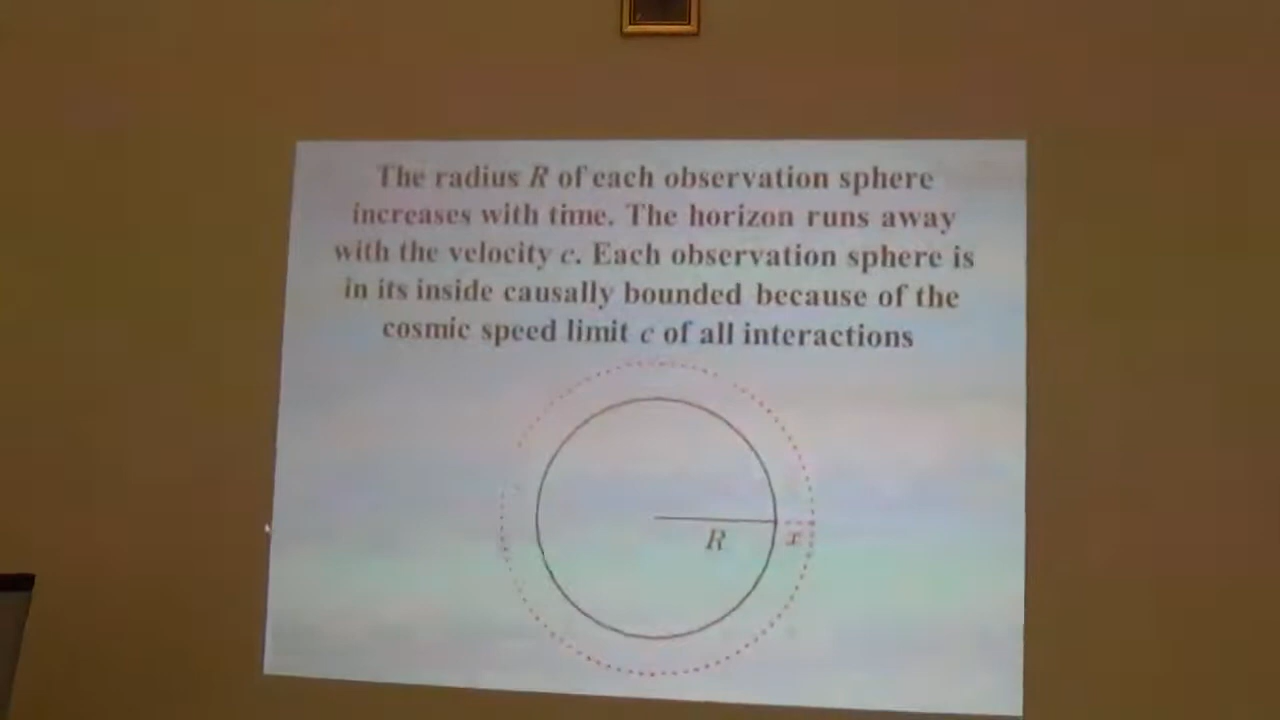 The radius R of each observation sphere
increases with time. The horizon runs away
with the velocity c. Each observation sphere is
in its inside causally bounded because of the
cosmic speed limit c of all interactions
R
x